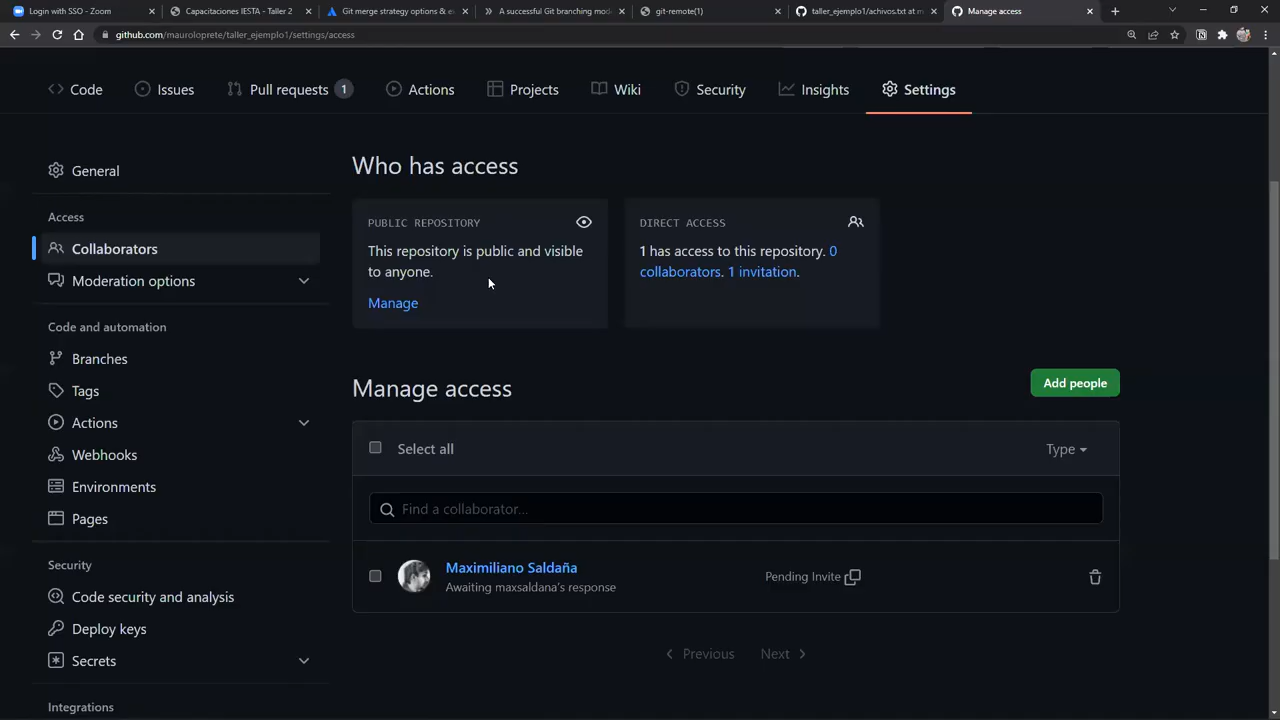 Login with SSO - Zoom
Capacitaciones IESTA - Taller 2
Git merge strategy options & ex
A successful Git branching mod
git-remote(1)
taller_ejemplo1/achivos.txt at m
Manage access
github.com/mauroloprete/taller_ejemplo1/settings/access
Code
Issues
Pull requests 1
Actions
Projects
Wiki
Security
Insights
Settings
General
Access
Collaborators
Moderation options
Code and automation
Branches
Tags
Actions
Webhooks
Environments
Pages
Security
Code security and analysis
Deploy keys
Secrets
Integrations
Who has access
PUBLIC REPOSITORY
This repository is public and visible
to anyone.
Manage
DIRECT ACCESS
1 has access to this repository. 0
collaborators. 1 invitation.
Manage access
Add people
Select all
Type
Find a collaborator...
Maximiliano Saldaña
Awaiting maxsaldana's response
Pending Invite
Previous
Next